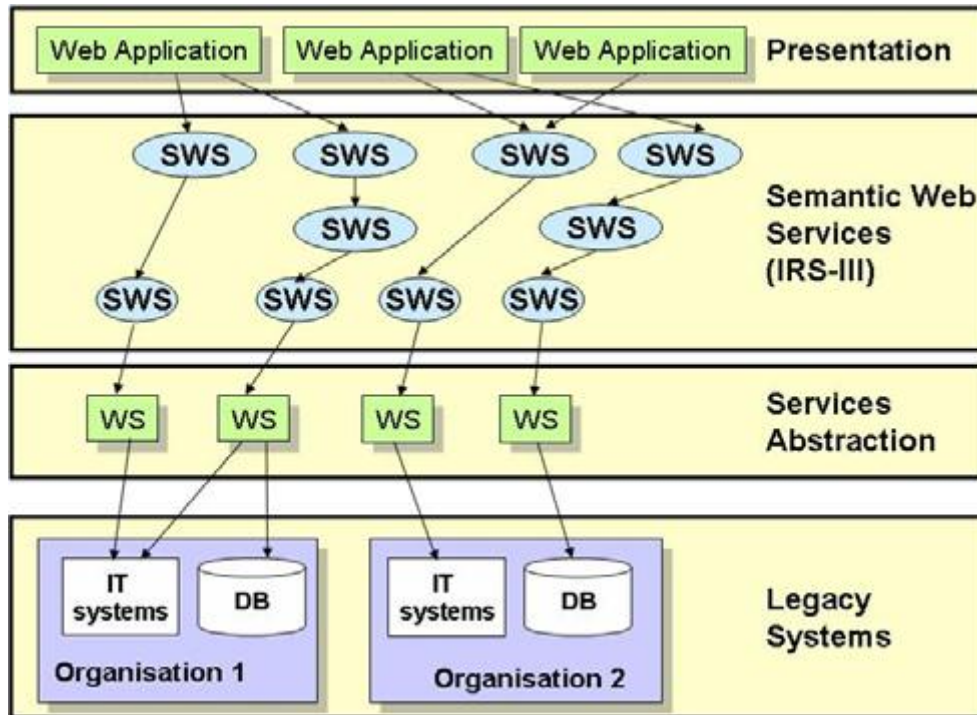 Web Application
Web Application
Web Application
Presentation
SWS
SWS
SWS
SWS
SWS
SWS
SWS
SWS
SWS
SWS
Semantic Web
Services
(IRS-III)
WS
WS
WS
WS
Services
Abstraction
IT
systems
DB
Organisation 1
IT
systems
DB
Organisation 2
Legacy
Systems